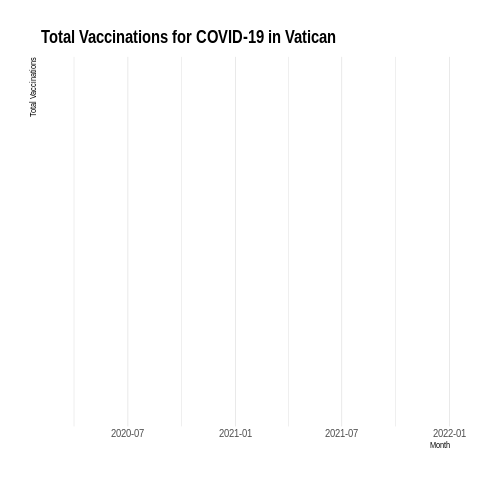 Total Vaccinations for COVID-19 in Vatican
Total Vaccinations
2020-07
2021-01
2021-07
2022-01
Month